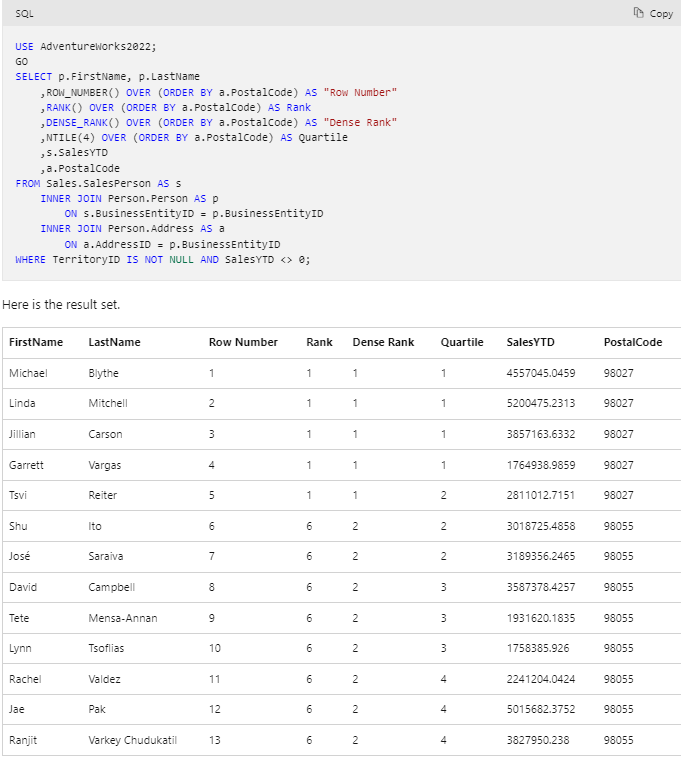 SQL Copy
USE AdventureWorks2022;
GO
SELECT p.FirstName, p.LastName
    ,ROW_NUMBER() OVER (ORDER BY a.PostalCode) AS "Row Number"
    ,RANK() OVER (ORDER BY a.PostalCode) AS Rank
    ,DENSE_RANK() OVER (ORDER BY a.PostalCode) AS "Dense Rank"
    ,NTILE(4) OVER (ORDER BY a.PostalCode) AS Quartile
    ,s.SalesYTD
    ,a.PostalCode
FROM Sales.SalesPerson AS s
    INNER JOIN Person.Person AS p
        ON s.BusinessEntityID = p.BusinessEntityID
    INNER JOIN Person.Address AS a
        ON a.AddressID = p.BusinessEntityID
WHERE TerritoryID IS NOT NULL AND SalesYTD <> 0;
Here is the result set.
FirstName LastName Row Number Rank Dense Rank Quartile SalesYTD PostalCode
Michael Blythe 1 1 1 1 4557045.0459 98027
Linda Mitchell 2 1 1 1 5200475.2313 98027
Jillian Carson 3 1 1 1 3857163.6332 98027
Garrett Vargas 4 1 1 1 1764938.9859 98027
Tsvi Reiter 5 1 1 2 2811012.7151 98027
Shu Ito 6 6 2 2 3018725.4858 98055
José Saraiva 7 6 2 2 3189356.2465 98055
David Campbell 8 6 2 3 3587378.4257 98055
Tete Mensa-Annan 9 6 2 3 1931620.1835 98055
Lynn Tsoflias 10 6 2 3 1758385.926 98055
Rachel Valdez 11 6 2 4 2241204.0424 98055
Jae Pak 12 6 2 4 5015682.3752 98055
Ranjit Varkey Chudukatil 13 6 2 4 3827950.238 98055